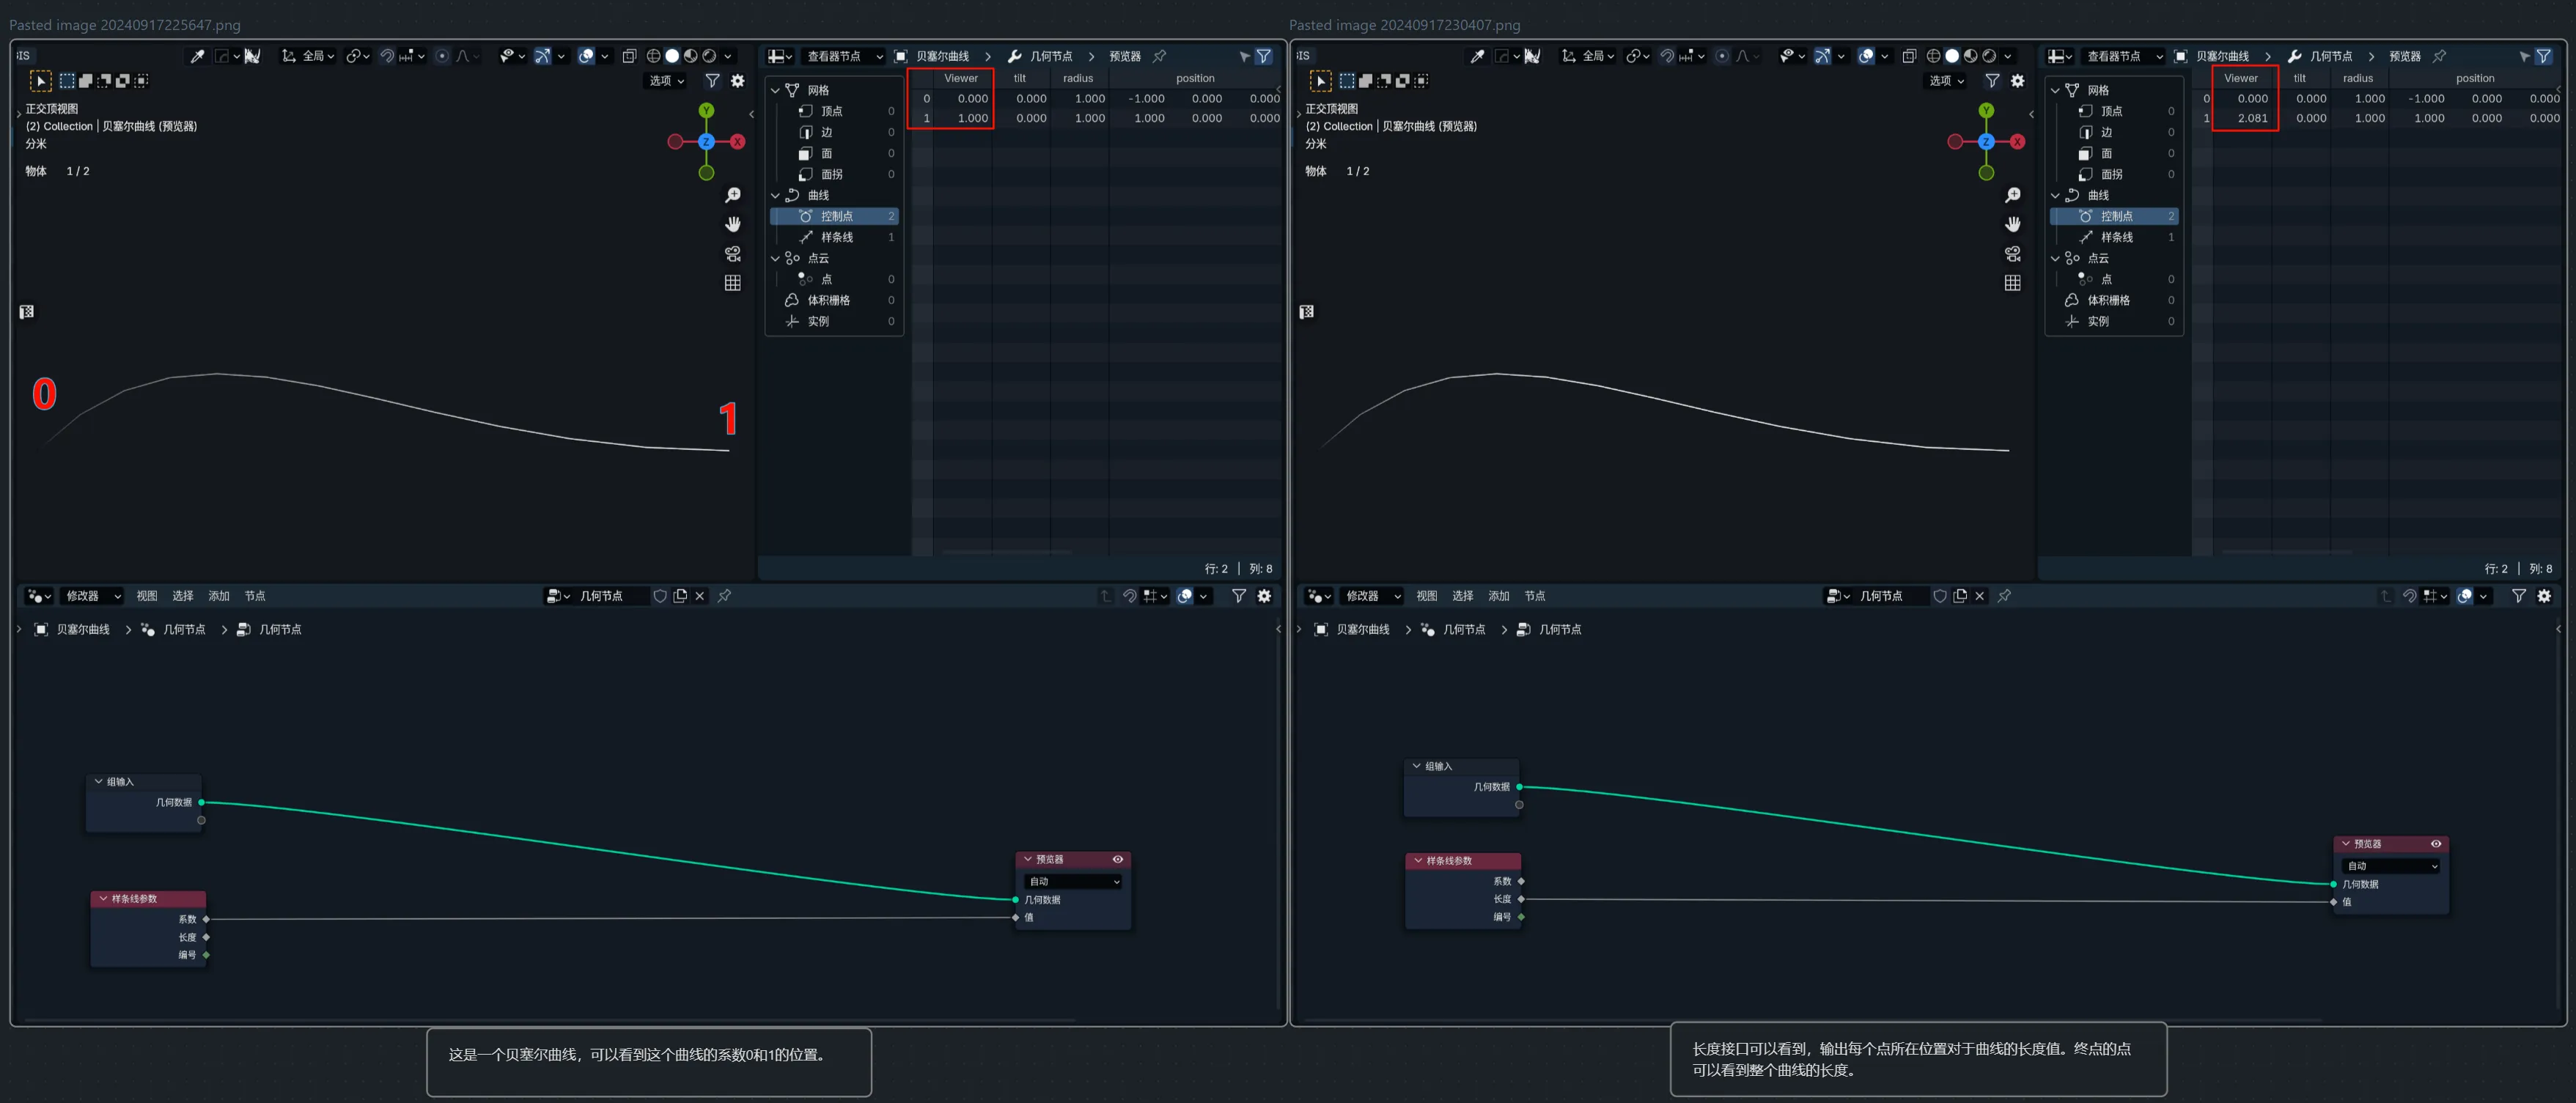 Pasted image 20240917225647.png
全局
选项
正交顶视图
(2) Collection | 贝塞尔曲线 (预览器)
分米
物体 1 / 2
Y
X
Z
0
1
查看器节点 贝塞尔曲线 几何节点 预览器
网格
顶点 0
边 0
面 0
面拐 0
曲线
控制点 2
样条线 1
点云
点 0
体积栅格 0
实例 0
Viewer tilt radius position
0 0.000 0.000 1.000 -1.000 0.000 0.000
1 1.000 0.000 1.000 1.000 0.000 0.000
行: 2 | 列: 8
修改器 视图 选择 添加 节点 几何节点
贝塞尔曲线 > 几何节点 > 几何节点
组输入
几何数据
样条线参数
系数
长度
编号
预览器
自动
几何数据
值
这是一个贝塞尔曲线，可以看到这个曲线的系数0和1的位置。
Pasted image 20240917230407.png
全局
选项
正交顶视图
(2) Collection | 贝塞尔曲线 (预览器)
分米
物体 1 / 2
Y
X
Z
查看器节点 贝塞尔曲线 几何节点 预览器
网格
顶点 0
边 0
面 0
面拐 0
曲线
控制点 2
样条线 1
点云
点 0
体积栅格 0
实例 0
Viewer tilt radius position
0 0.000 0.000 1.000 -1.000 0.000 0.000
1 2.081 0.000 1.000 1.000 0.000 0.000
行: 2 | 列: 8
修改器 视图 选择 添加 节点 几何节点
贝塞尔曲线 > 几何节点 > 几何节点
组输入
几何数据
样条线参数
系数
长度
编号
预览器
自动
几何数据
值
长度接口可以看到，输出每个点所在位置对于曲线的长度值。终点的点
可以看到整个曲线的长度。